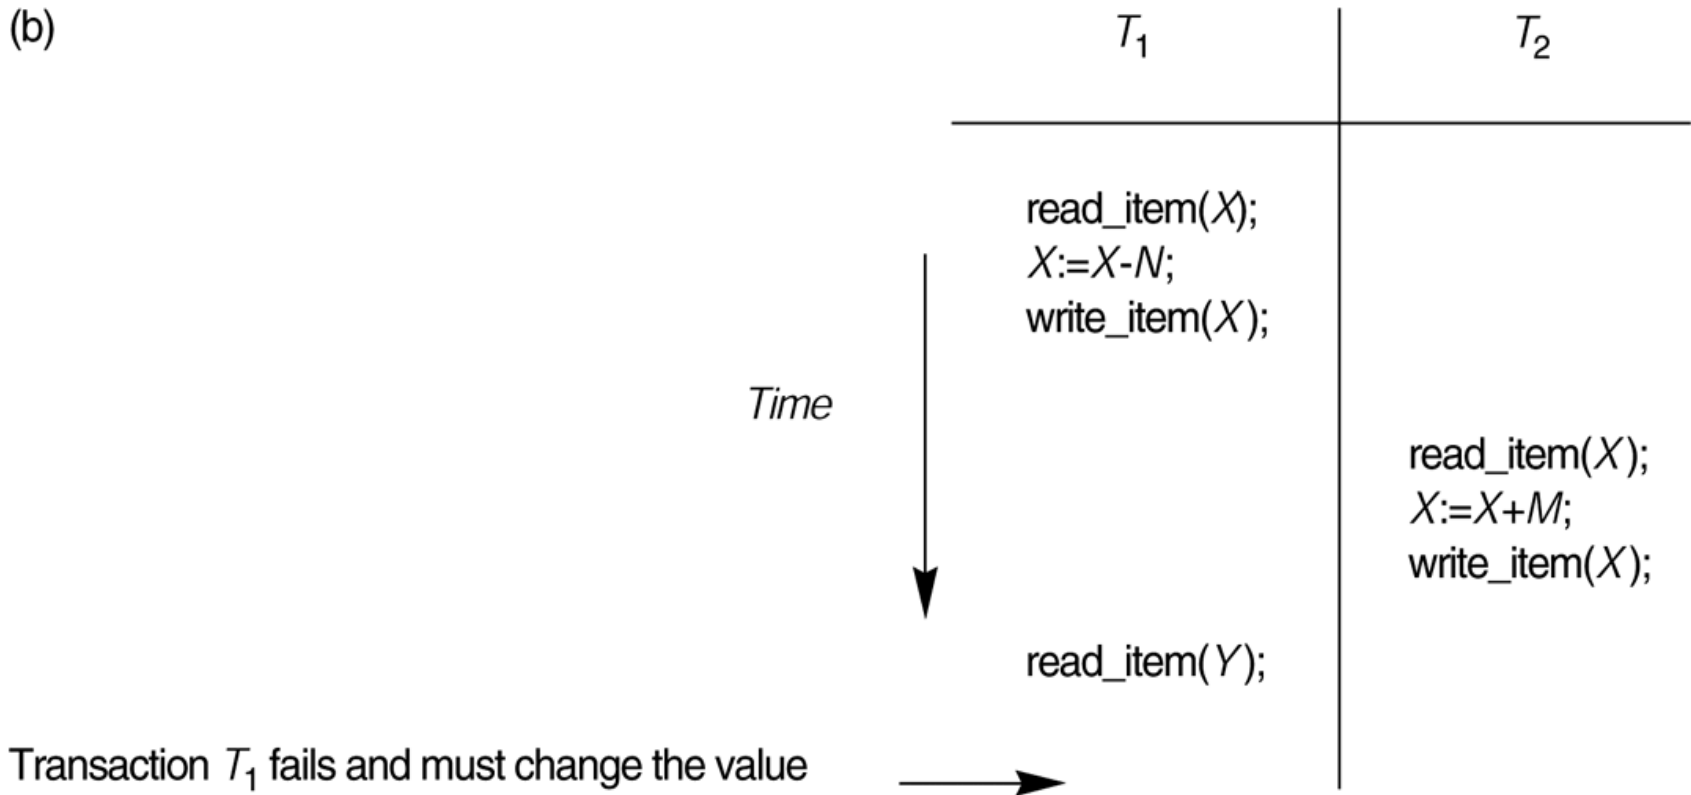 (b)
T1 T2
read_item(X);
X:=X-N;
write_item(X);
Time
read_item(X);
X:=X+M;
write_item(X);
read_item(Y);
Transaction T1 fails and must change the value